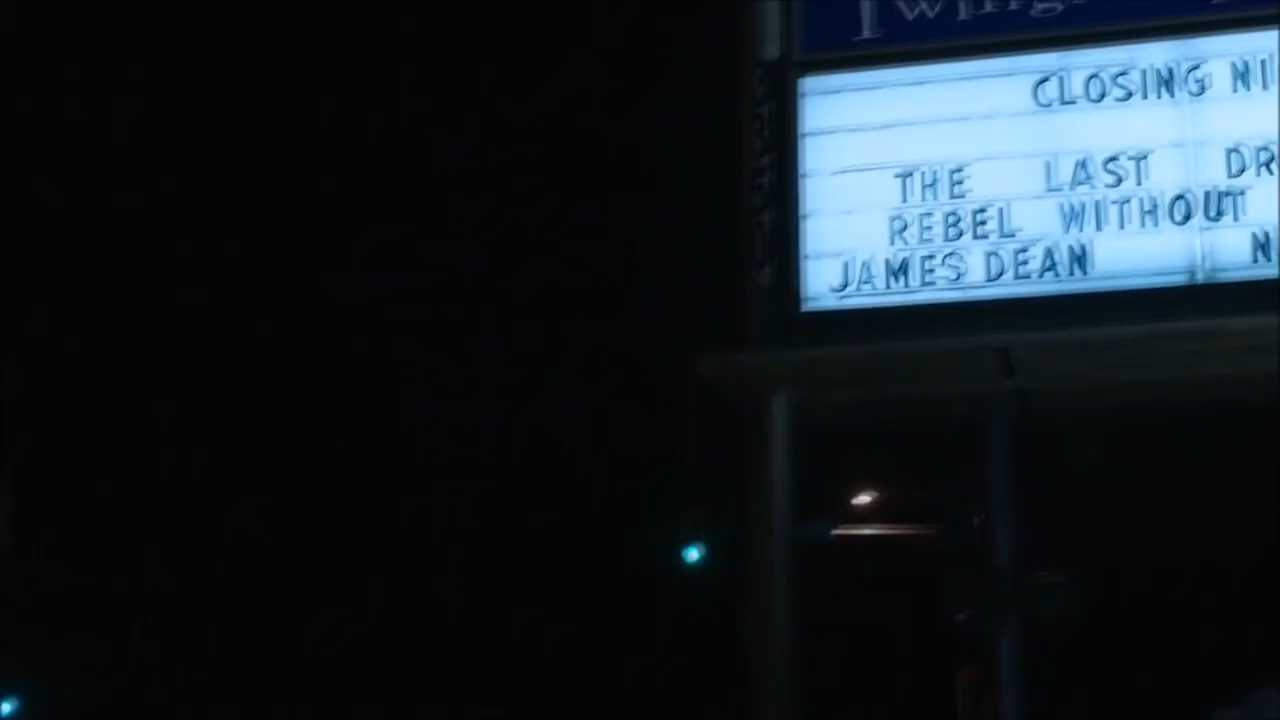 CLOSING NI
THE LAST DR
REBEL WITHOUT
JAMES DEAN N